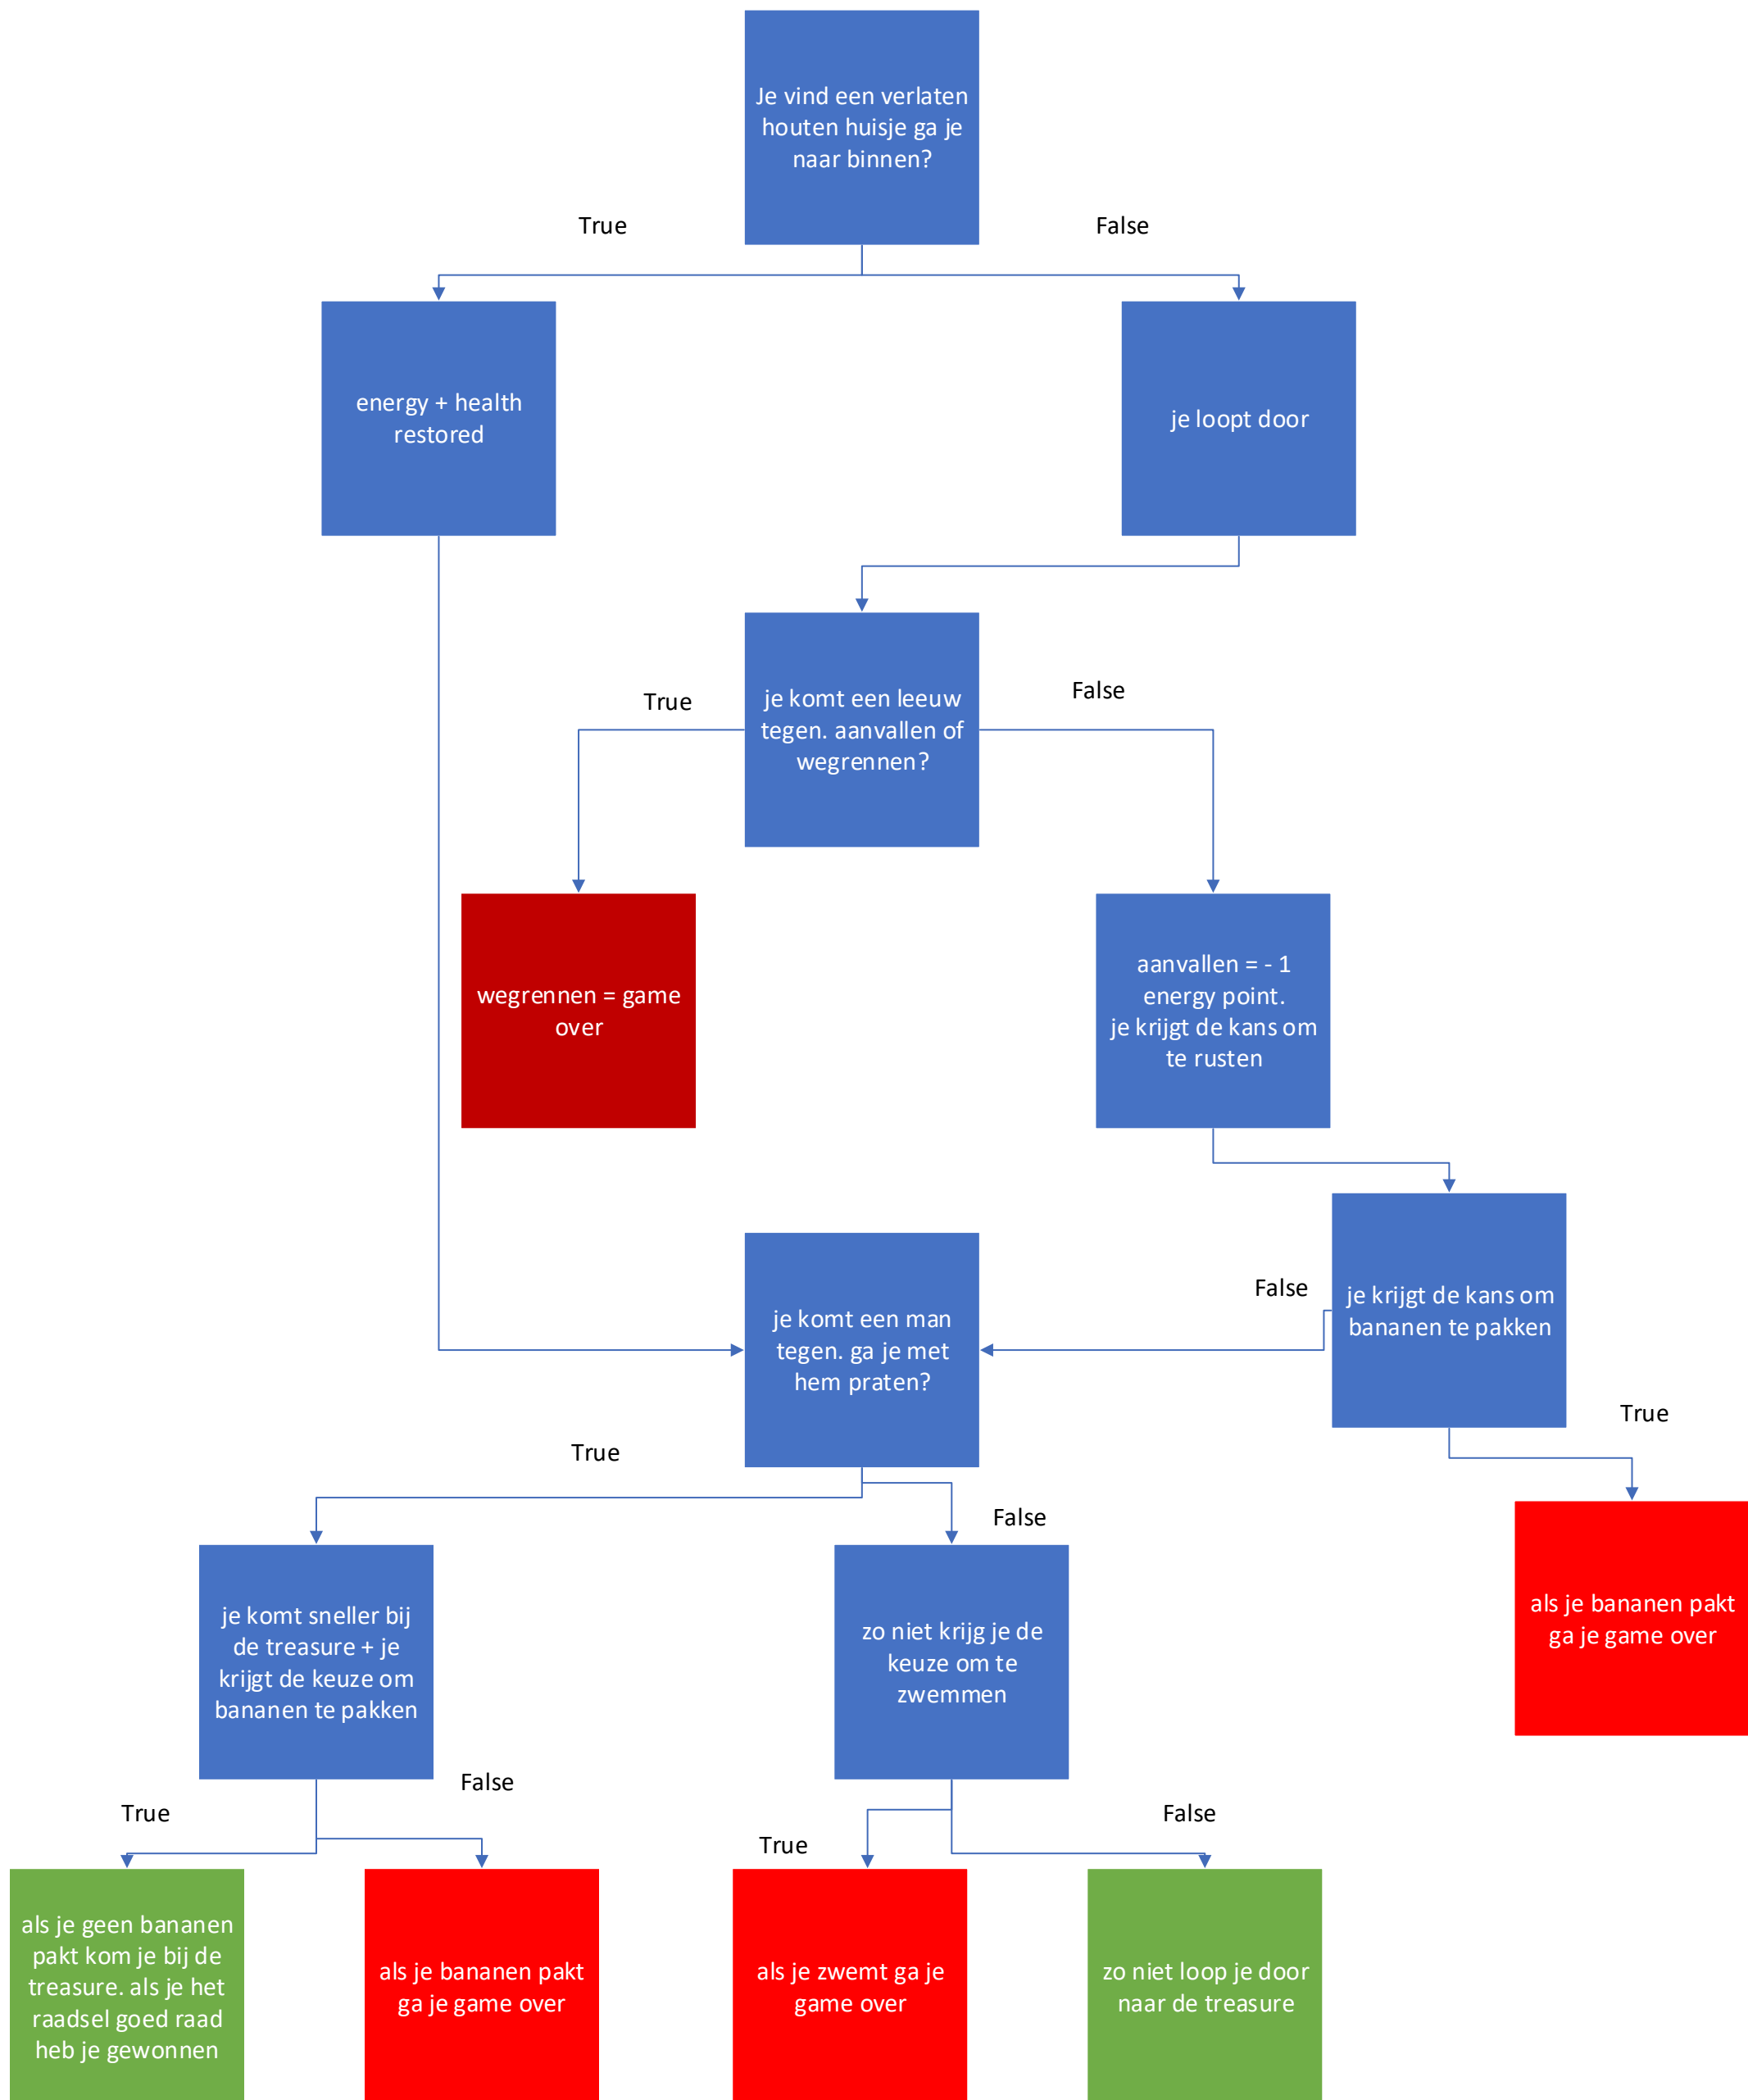 Je vind een verlaten
houten huisje ga je
naar binnen?
True
False
energy + health
restored
je loopt door
je komt een leeuw
tegen. aanvallen of
wegrennen?
True
False
wegrennen = game
over
aanvallen = - 1
energy point.
je krijgt de kans om
te rusten
je krijgt de kans om
bananen te pakken
False
True
je komt een man
tegen. ga je met
hem praten?
True
False
als je bananen pakt
ga je game over
je komt sneller bij
de treasure + je
krijgt de keuze om
bananen te pakken
zo niet krijg je de
keuze om te
zwemmen
True
False
True
False
als je geen bananen
pakt kom je bij de
treasure. als je het
raadsel goed raad
heb je gewonnen
als je bananen pakt
ga je game over
als je zwemt ga je
game over
zo niet loop je door
naar de treasure